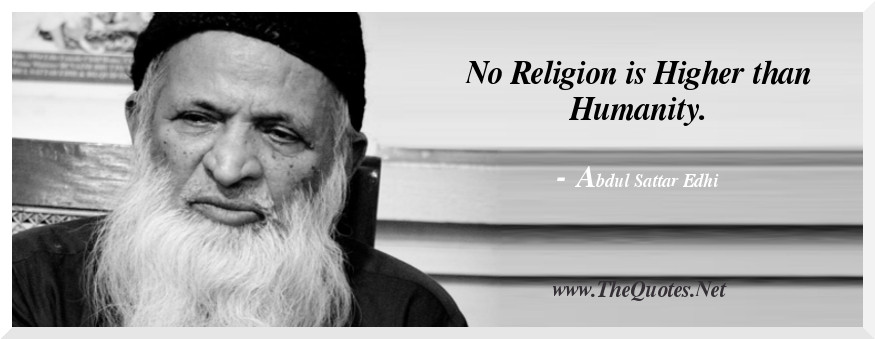 No Religion is Higher than
Humanity.
- Abdul Sattar Edhi
www.TheQuotes.Net